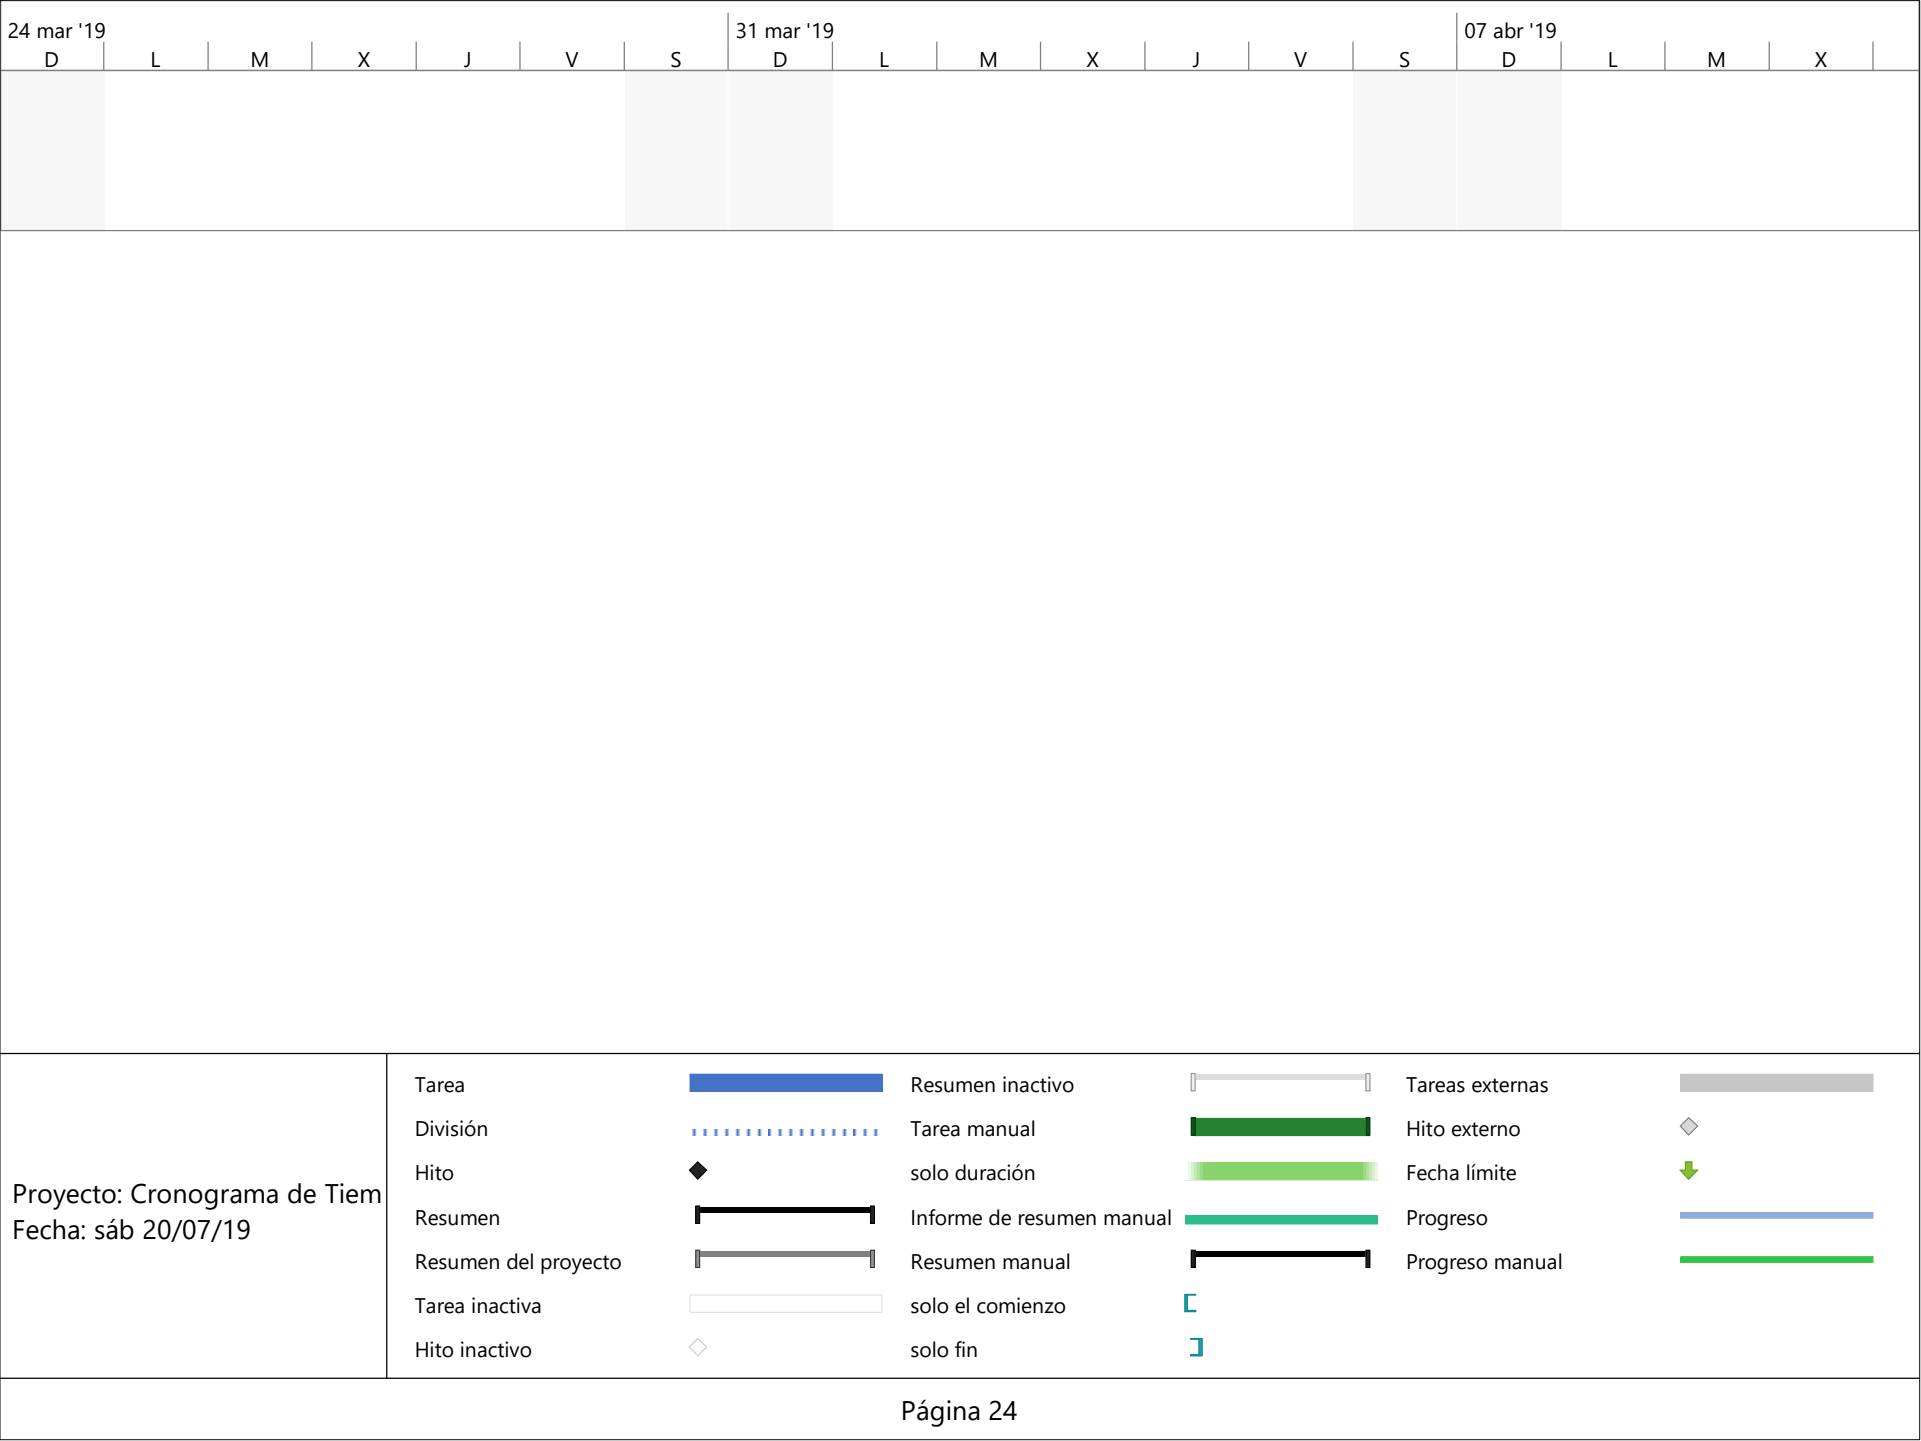 24 mar '19 31 mar '19 07 abr '19
D L M X J V S D L M X J V S D L M X
Tarea
División
Hito
Resumen
Resumen del proyecto
Tarea inactiva
Hito inactivo
Resumen inactivo
Tarea manual
solo duración
Informe de resumen manual
Resumen manual
solo el comienzo
solo fin
Tareas externas
Hito externo
Fecha límite
Progreso
Progreso manual
Proyecto: Cronograma de Tiem
Fecha: sáb 20/07/19
Página 24